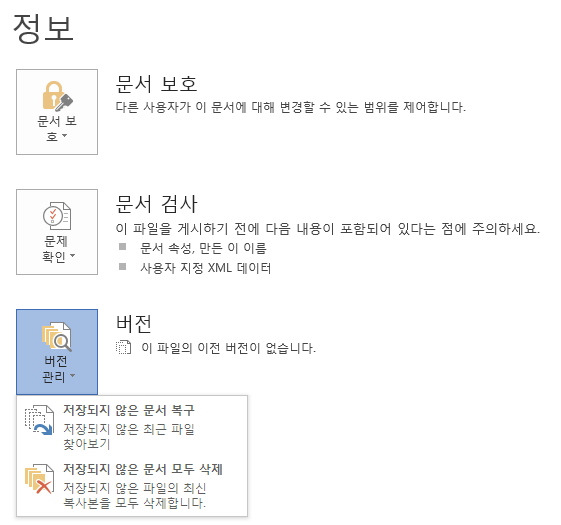 정보
문서 보호
다른 사용자가 이 문서에 대해 변경할 수 있는 범위를 제어합니다.
문서 보
호
문서 검사
이 파일을 게시하기 전에 다음 내용이 포함되어 있다는 점에 주의하세요.
문서 속성, 만든 이 이름
사용자 지정 XML 데이터
문제
확인
버전
이 파일의 이전 버전이 없습니다.
버전
관리
저장되지 않은 문서 복구
저장되지 않은 최근 파일
찾아보기
저장되지 않은 문서 모두 삭제
저장되지 않은 파일의 최신
복사본을 모두 삭제합니다.